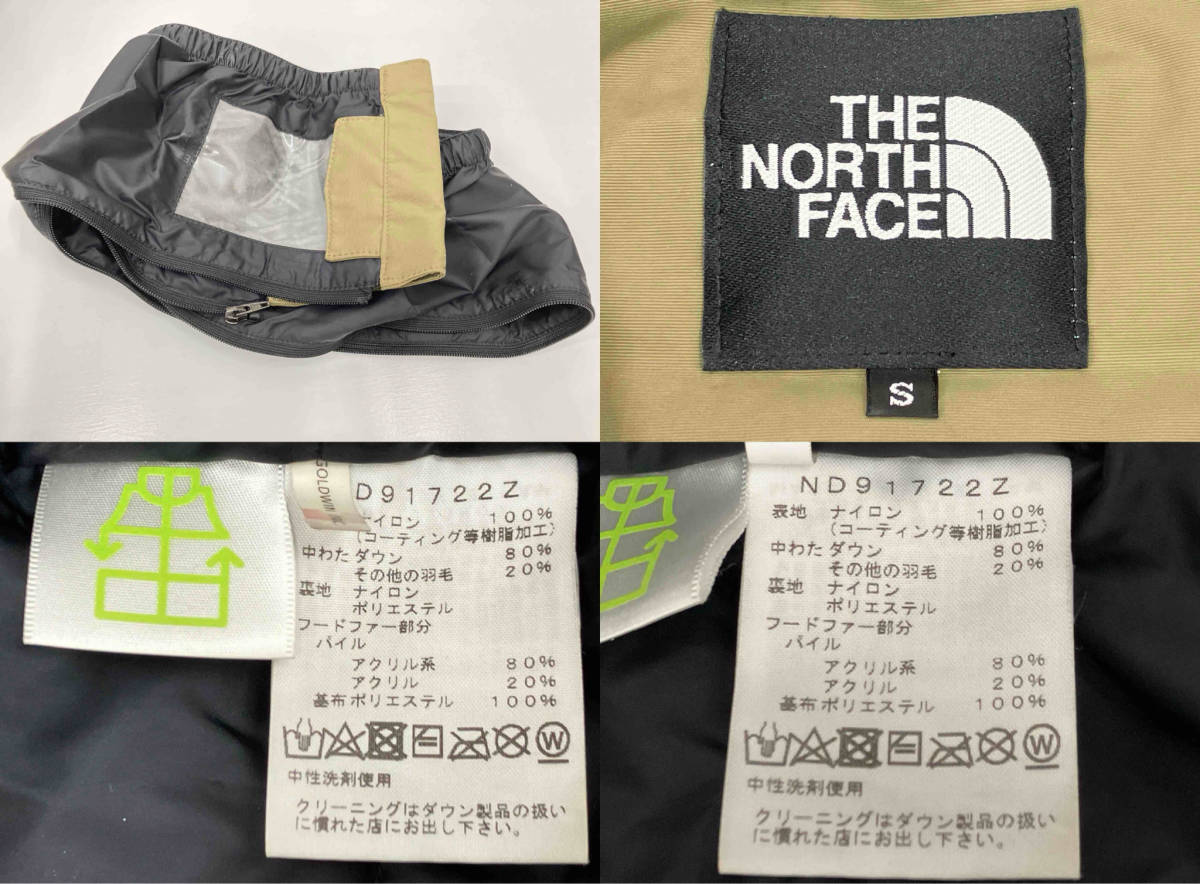 THE
NORTH
FACE
S
GOLDWIN
D91722Z
ナイロン 100%
(コーティング等樹脂加工)
中わた ダウン 80%
その他の羽毛 20%
裏地 ナイロン
ポリエステル
フードファー部分
パイル
アクリル系 80%
アクリル 20%
基布 ポリエステル 100%
W
中性洗剤使用
クリーニングはダウン製品の扱い
に慣れた店にお出し下さい。
ND91722Z
表地 ナイロン 100%
(コーティング等樹脂加工)
中わた ダウン 80%
その他の羽毛 20%
裏地 ナイロン
ポリエステル
フードファー部分
パイル
アクリル系 80%
アクリル 20%
基布 ポリエステル 100%
W
中性洗剤使用
クリーニングはダウン製品の扱い
に慣れた店にお出し下さい。